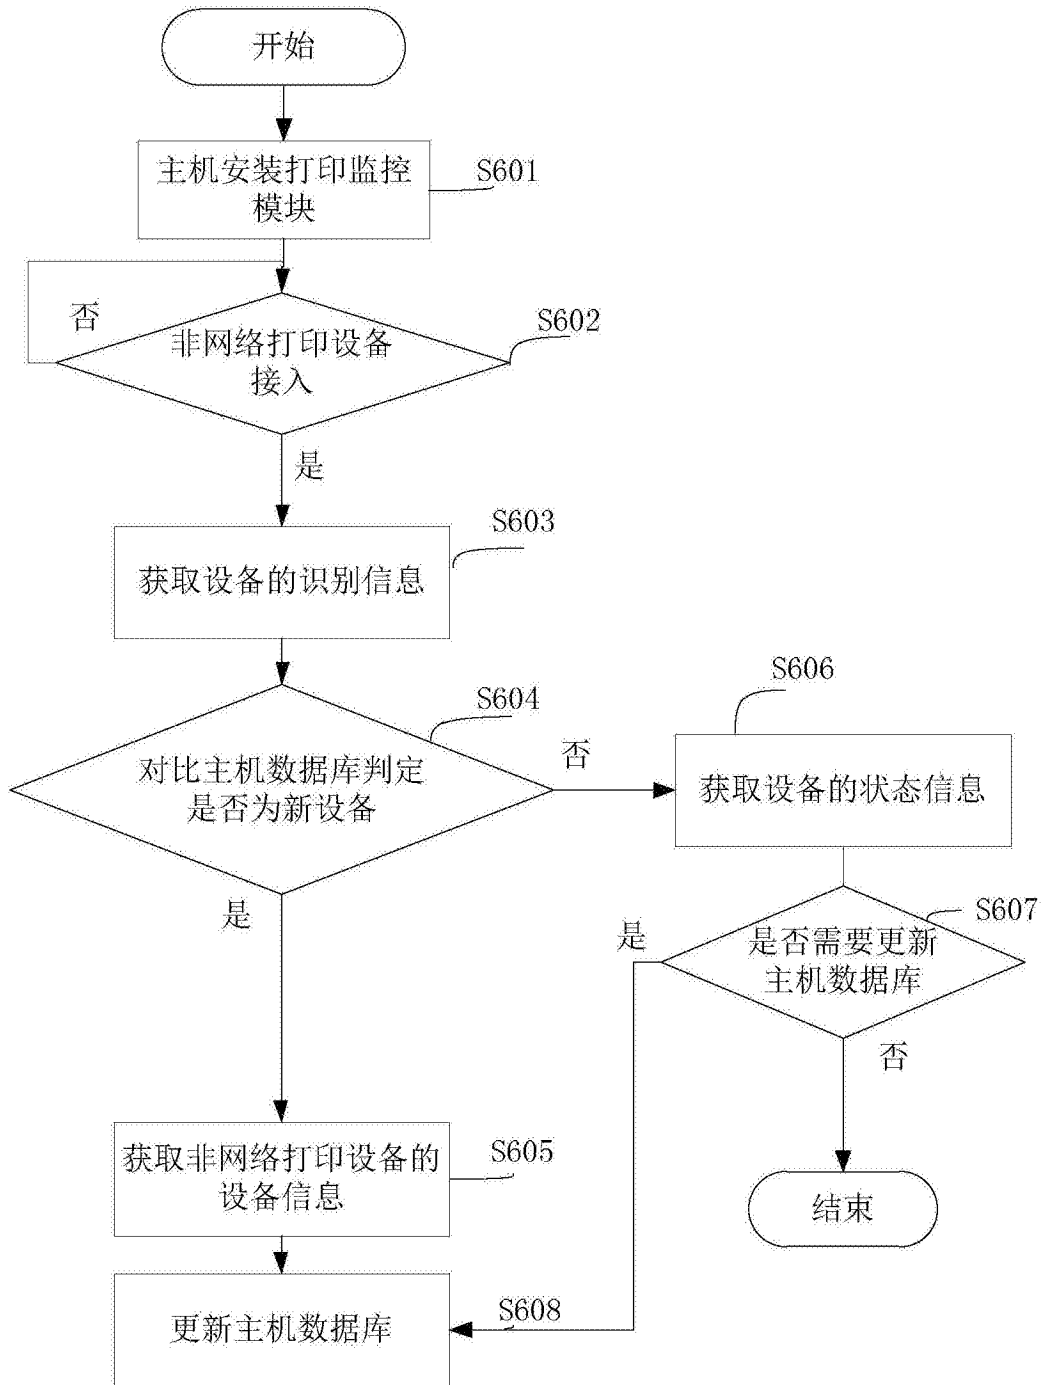 开始
主机安装打印监控
模块
S601
否
非网络打印设备
接入
S602
是
获取设备的识别信息
S603
对比主机数据库判定
是否为新设备
S604
否
获取设备的状态信息
S606
是
是否需要更新
主机数据库
S607
是
否
获取非网络打印设备的
设备信息
S605
结束
更新主机数据库
S608